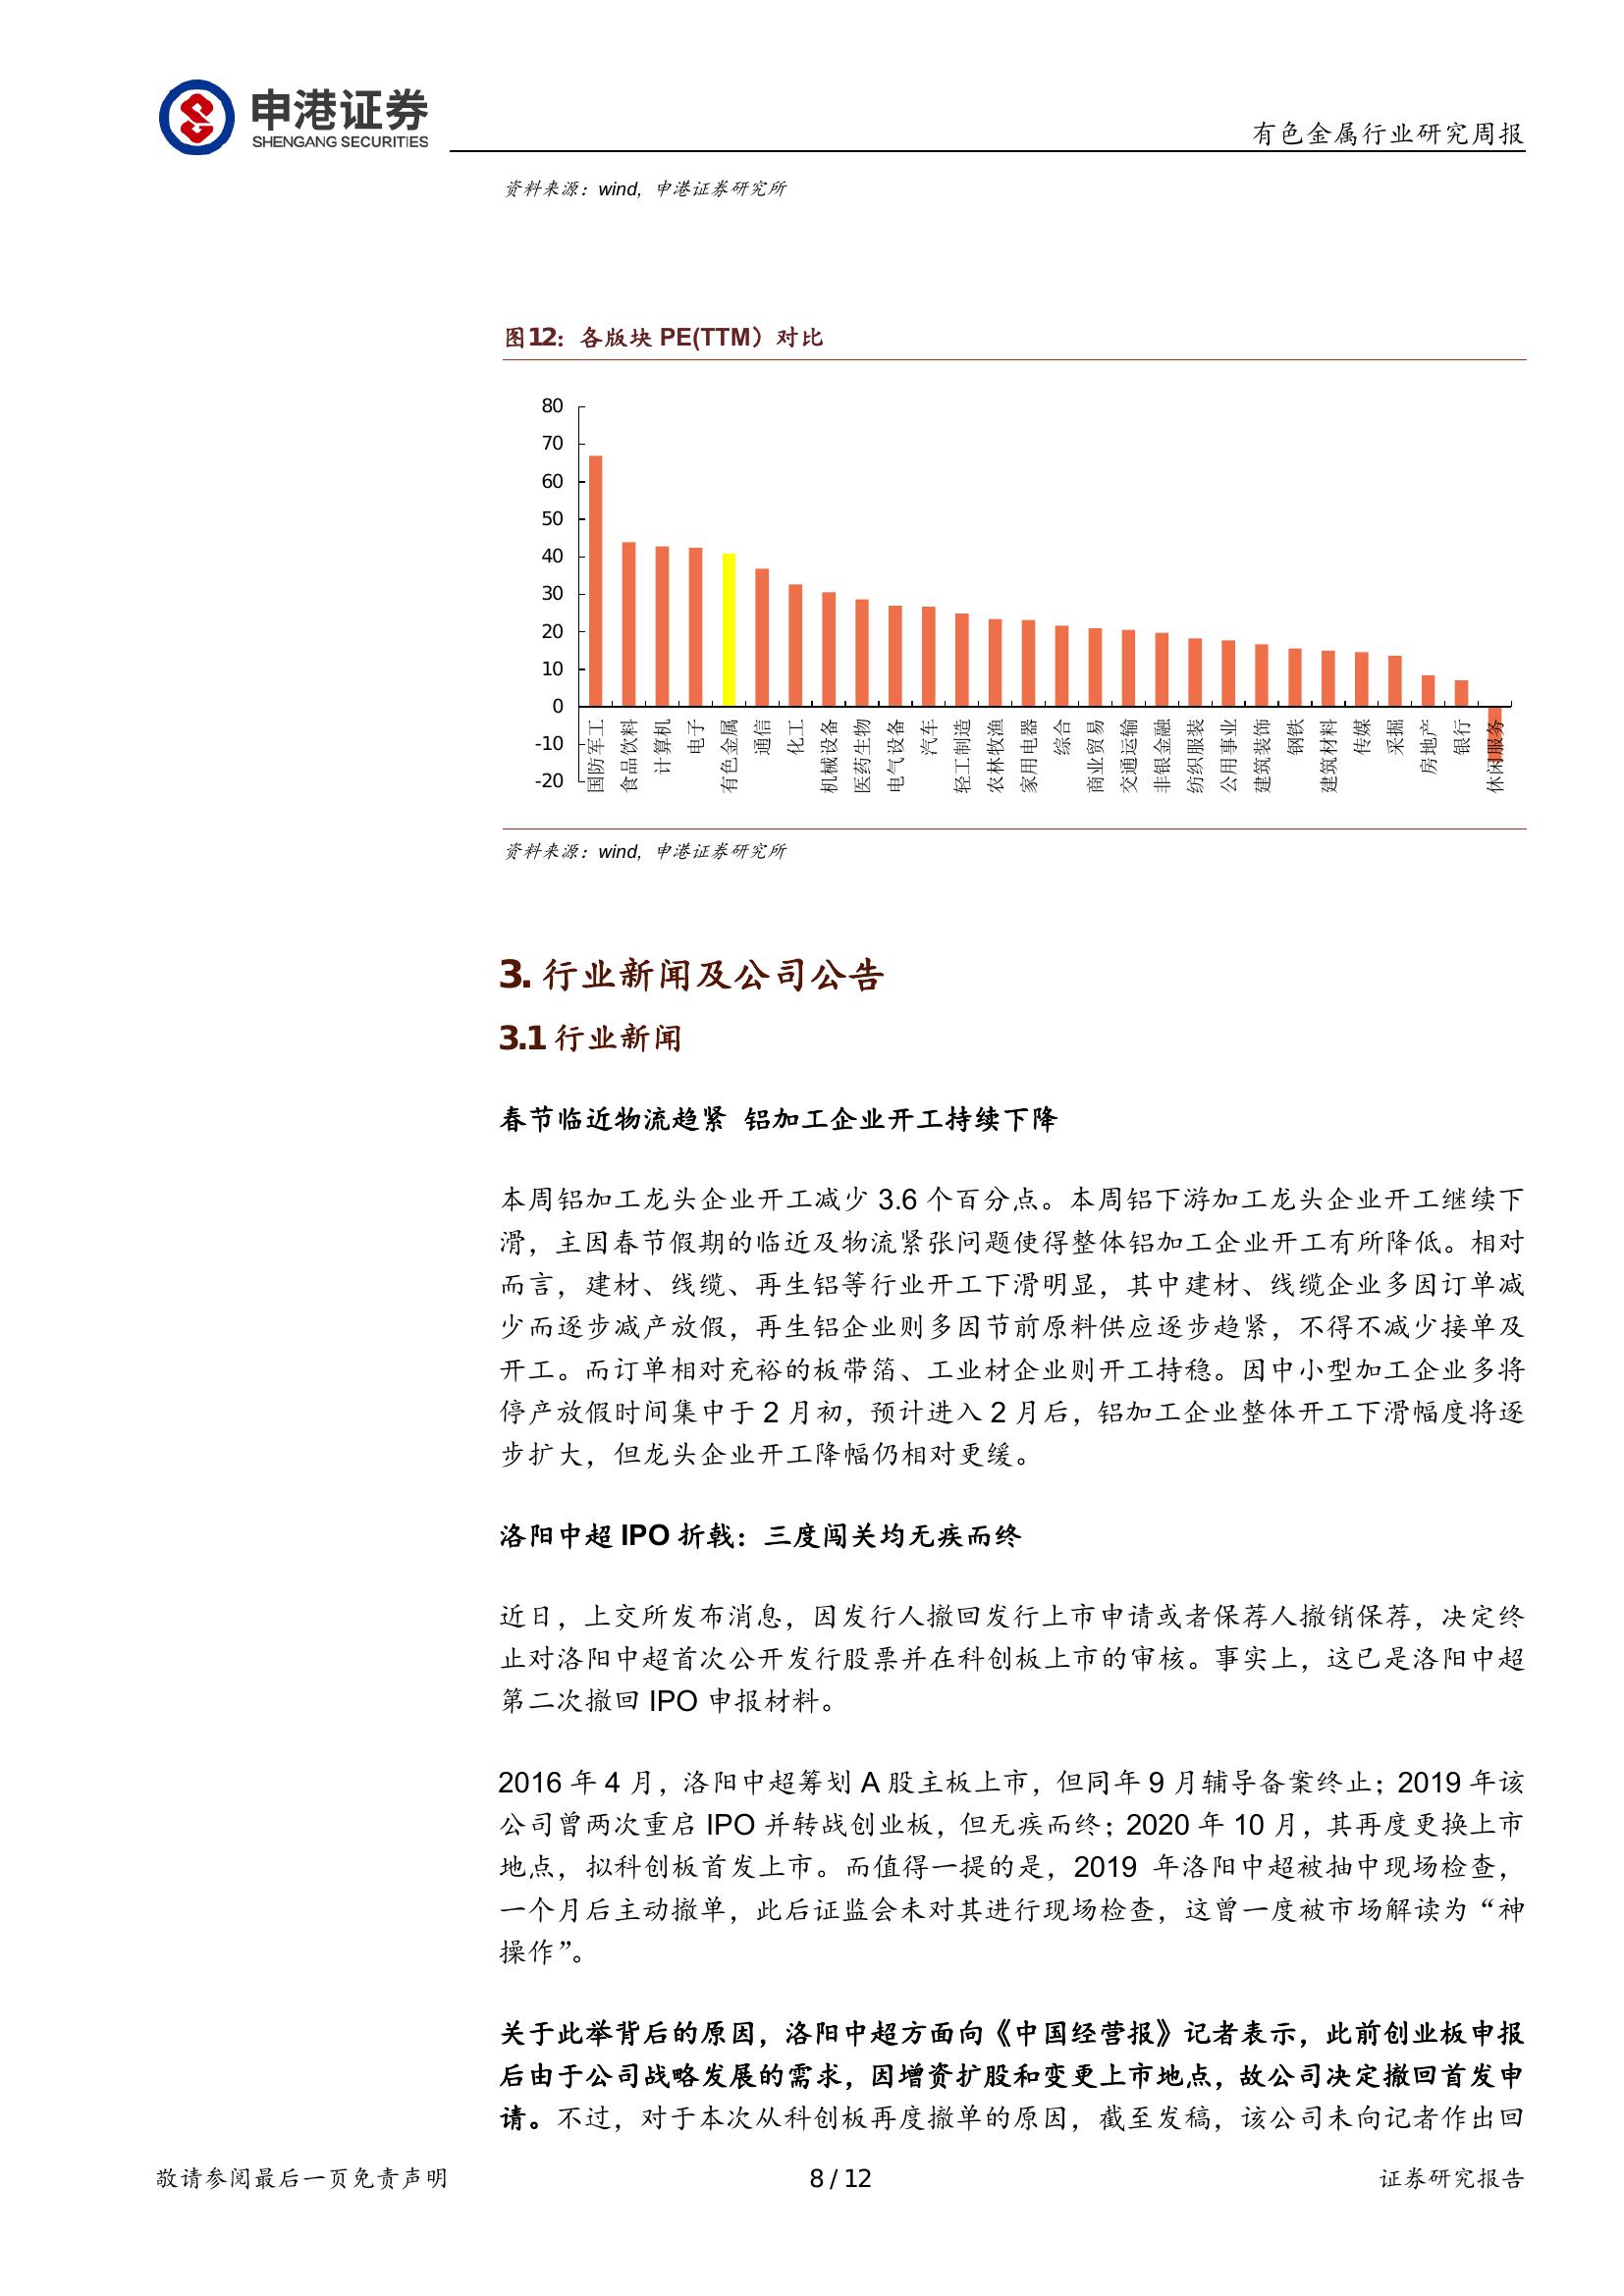 申港证券
SHENGANG SECURITIES
有色金属行业研究周报
资料来源：wind, 申港证券研究所
图12：各版块 PE(TTM）对比
80
70
60
50
40
30
20
10
0
-10
-20
国防军工
食品饮料
计算机
电子
有色金属
通信
化工
机械设备
医药生物
电气设备
汽车
轻工制造
农林牧渔
家用电器
综合
商业贸易
交通运输
非银金融
纺织服装
公用事业
建筑装饰
钢铁
建筑材料
传媒
采掘
房地产
银行
休闲服务
资料来源：wind, 申港证券研究所
3. 行业新闻及公司公告
3.1 行业新闻
春节临近物流趋紧 铝加工企业开工持续下降
本周铝加工龙头企业开工减少 3.6 个百分点。本周铝下游加工龙头企业开工继续下
滑，主因春节假期的临近及物流紧张问题使得整体铝加工企业开工有所降低。相对
而言，建材、线缆、再生铝等行业开工下滑明显，其中建材、线缆企业多因订单减
少而逐步减产放假，再生铝企业则多因节前原料供应逐步趋紧，不得不减少接单及
开工。而订单相对充裕的板带箔、工业材企业则开工持稳。因中小型加工企业多将
停产放假时间集中于 2 月初，预计进入 2 月后，铝加工企业整体开工下滑幅度将逐
步扩大，但龙头企业开工降幅仍相对更缓。
洛阳中超 IPO 折戟：三度闯关均无疾而终
近日，上交所发布消息，因发行人撤回发行上市申请或者保荐人撤销保荐，决定终
止对洛阳中超首次公开发行股票并在科创板上市的审核。事实上，这已是洛阳中超
第二次撤回 IPO 申报材料。
2016 年 4 月，洛阳中超筹划 A 股主板上市，但同年 9 月辅导备案终止；2019 年该
公司曾两次重启 IPO 并转战创业板，但无疾而终；2020 年 10 月，其再度更换上市
地点，拟科创板首发上市。而值得一提的是，2019 年洛阳中超被抽中现场检查，
一个月后主动撤单，此后证监会未对其进行现场检查，这曾一度被市场解读为“神
操作”。
关于此举背后的原因，洛阳中超方面向《中国经营报》记者表示，此前创业板申报
后由于公司战略发展的需求，因增资扩股和变更上市地点，故公司决定撤回首发申
请。不过，对于本次从科创板再度撤单的原因，截至发稿，该公司未向记者作出回
敬请参阅最后一页免责声明
8 / 12
证券研究报告